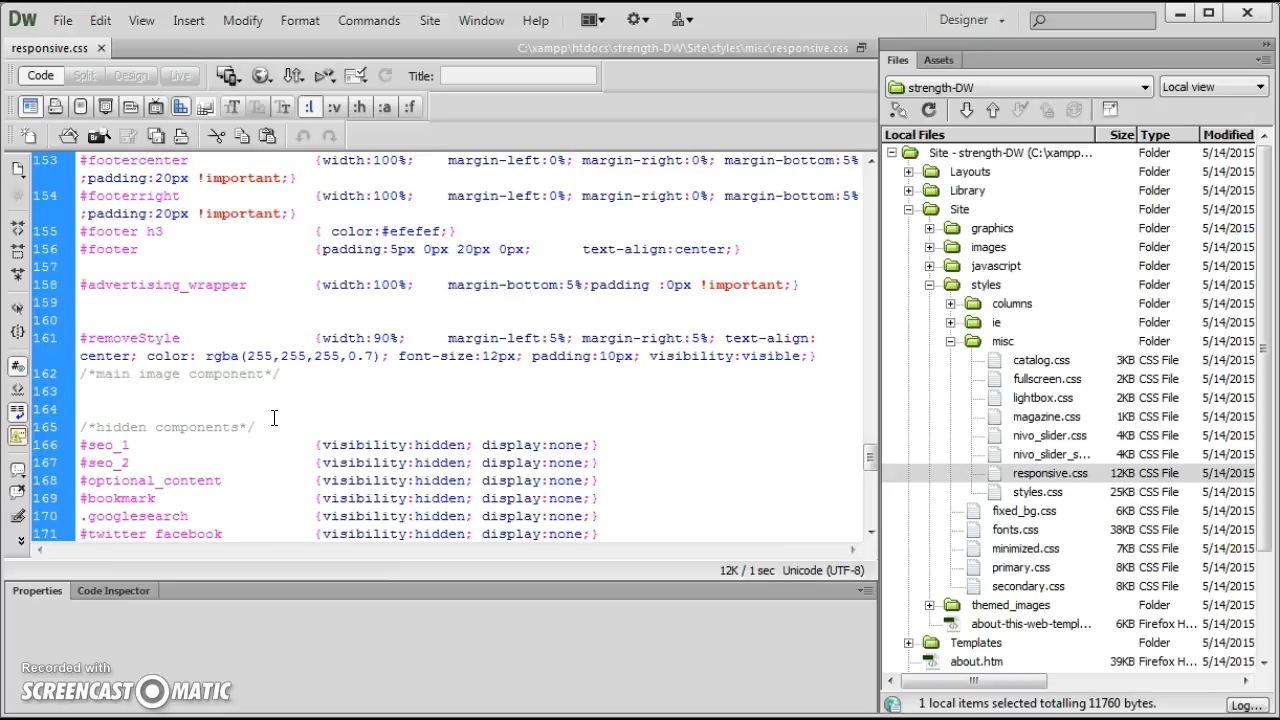 Dw File Edit View Insert Modify Format Commands Site Window Help Designer
responsive.css C:\xampp\htdocs\strength-DW\Site\styles\misc\responsive.css
Code Split Design Live Title:
153 #footercenter {width:100%; margin-left:0%; margin-right:0%; margin-bottom:5%
;padding:20px !important;}
154 #footerright {width:100%; margin-left:0%; margin-right:0%; margin-bottom:5%
;padding:20px !important;}
155 #footer h3 { color:#efefef;}
156 #footer {padding:5px 0px 20px 0px; text-align:center;}
157
158 #advertising_wrapper {width:100%; margin-bottom:5%;padding :0px !important;}
159
160
161 #removeStyle {width:90%; margin-left:5%; margin-right:5%; text-align:
center; color: rgba(255,255,255,0.7); font-size:12px; padding:10px; visibility:visible;}
162 /*main image component*/
163
164
165 /*hidden components*/
166 #seo_1 {visibility:hidden; display:none;}
167 #seo_2 {visibility:hidden; display:none;}
168 #optional_content {visibility:hidden; display:none;}
169 #bookmark {visibility:hidden; display:none;}
170 .googlesearch {visibility:hidden; display:none;}
171 #twitter facebook {visibility:hidden; display:none;}
12K / 1 sec Unicode (UTF-8)
Properties Code Inspector
Recorded with
SCREENCAST MATIC
Files Assets
strength-DW Local view
Local Files Size Type Modified
Site - strength-DW (C:\xampp... Folder 5/14/2015
Layouts Folder 5/14/2015
Library Folder 5/14/2015
Site Folder 5/14/2015
graphics Folder 5/14/2015
images Folder 5/14/2015
javascript Folder 5/14/2015
styles Folder 5/14/2015
columns Folder 5/14/2015
ie Folder 5/14/2015
misc Folder 5/14/2015
catalog.css 3KB CSS File 5/14/2015
fullscreen.css 2KB CSS File 5/14/2015
lightbox.css 2KB CSS File 5/14/2015
magazine.css 1KB CSS File 5/14/2015
nivo_slider.css 4KB CSS File 5/14/2015
nivo_slider_s... 4KB CSS File 5/14/2015
responsive.css 12KB CSS File 5/14/2015
styles.css 25KB CSS File 5/14/2015
fixed_bg.css 6KB CSS File 5/14/2015
fonts.css 38KB CSS File 5/14/2015
minimized.css 7KB CSS File 5/14/2015
primary.css 8KB CSS File 5/14/2015
secondary.css 8KB CSS File 5/14/2015
themed_images Folder 5/14/2015
about-this-web-templ... 6KB Firefox H... 5/14/2015
Templates Folder 5/14/2015
about.htm 39KB Firefox H... 5/14/2015
1 local items selected totalling 11760 bytes. Log...